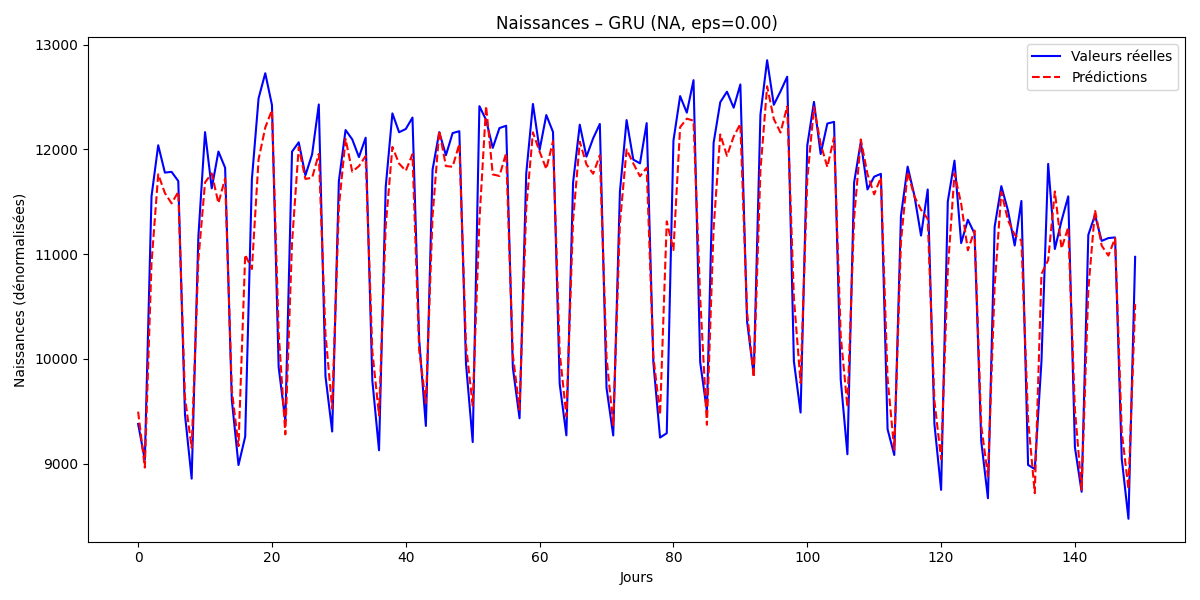 Naissances – GRU (NA, eps=0.00)
Valeurs réelles
Prédictions
Naissances (dénormalisées)
13000
12000
11000
10000
9000
0 20 40 60 80 100 120 140
Jours